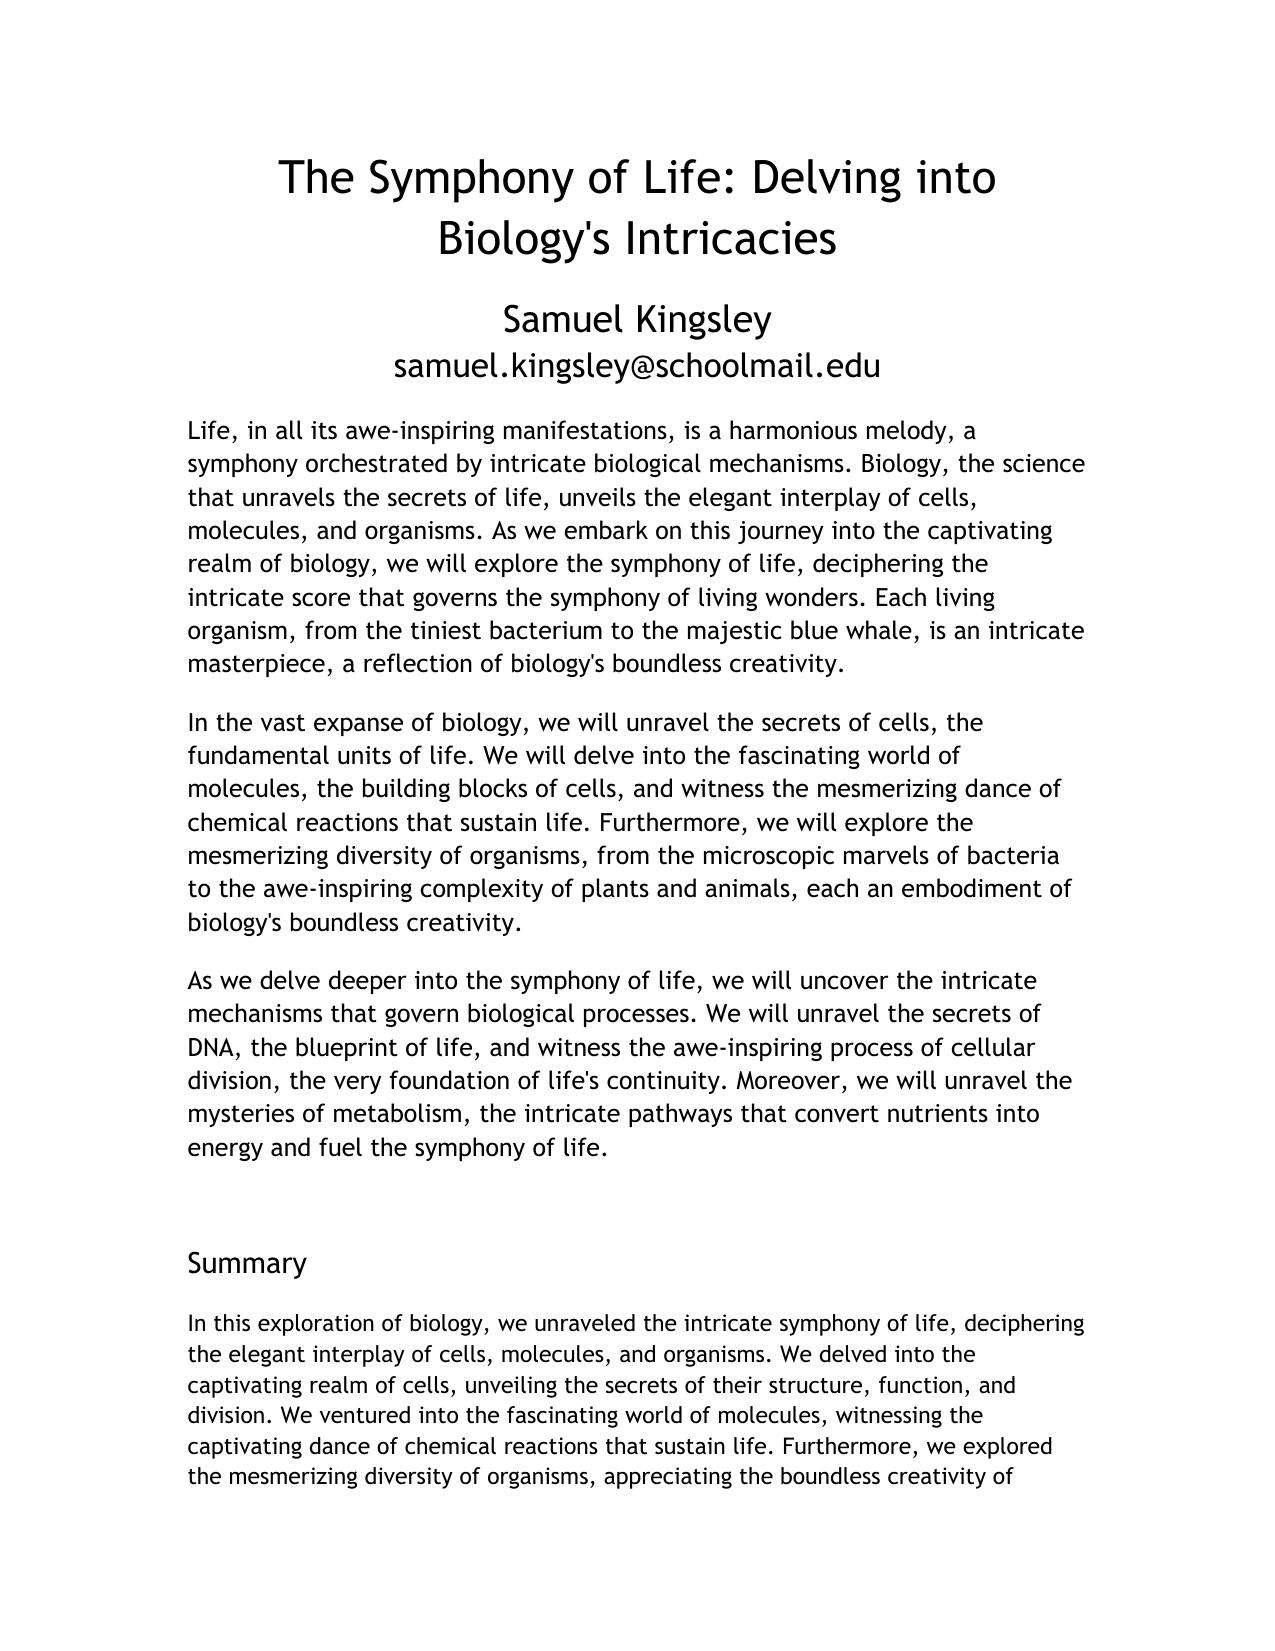 The Symphony of Life: Delving into
Biology's Intricacies
Samuel Kingsley
samuel.kingsley@schoolmail.edu
Life, in all its awe-inspiring manifestations, is a harmonious melody, a
symphony orchestrated by intricate biological mechanisms. Biology, the science
that unravels the secrets of life, unveils the elegant interplay of cells,
molecules, and organisms. As we embark on this journey into the captivating
realm of biology, we will explore the symphony of life, deciphering the
intricate score that governs the symphony of living wonders. Each living
organism, from the tiniest bacterium to the majestic blue whale, is an intricate
masterpiece, a reflection of biology's boundless creativity.
In the vast expanse of biology, we will unravel the secrets of cells, the
fundamental units of life. We will delve into the fascinating world of
molecules, the building blocks of cells, and witness the mesmerizing dance of
chemical reactions that sustain life. Furthermore, we will explore the
mesmerizing diversity of organisms, from the microscopic marvels of bacteria
to the awe-inspiring complexity of plants and animals, each an embodiment of
biology's boundless creativity.
As we delve deeper into the symphony of life, we will uncover the intricate
mechanisms that govern biological processes. We will unravel the secrets of
DNA, the blueprint of life, and witness the awe-inspiring process of cellular
division, the very foundation of life's continuity. Moreover, we will unravel the
mysteries of metabolism, the intricate pathways that convert nutrients into
energy and fuel the symphony of life.
Summary
In this exploration of biology, we unraveled the intricate symphony of life, deciphering
the elegant interplay of cells, molecules, and organisms. We delved into the
captivating realm of cells, unveiling the secrets of their structure, function, and
division. We ventured into the fascinating world of molecules, witnessing the
captivating dance of chemical reactions that sustain life. Furthermore, we explored
the mesmerizing diversity of organisms, appreciating the boundless creativity of